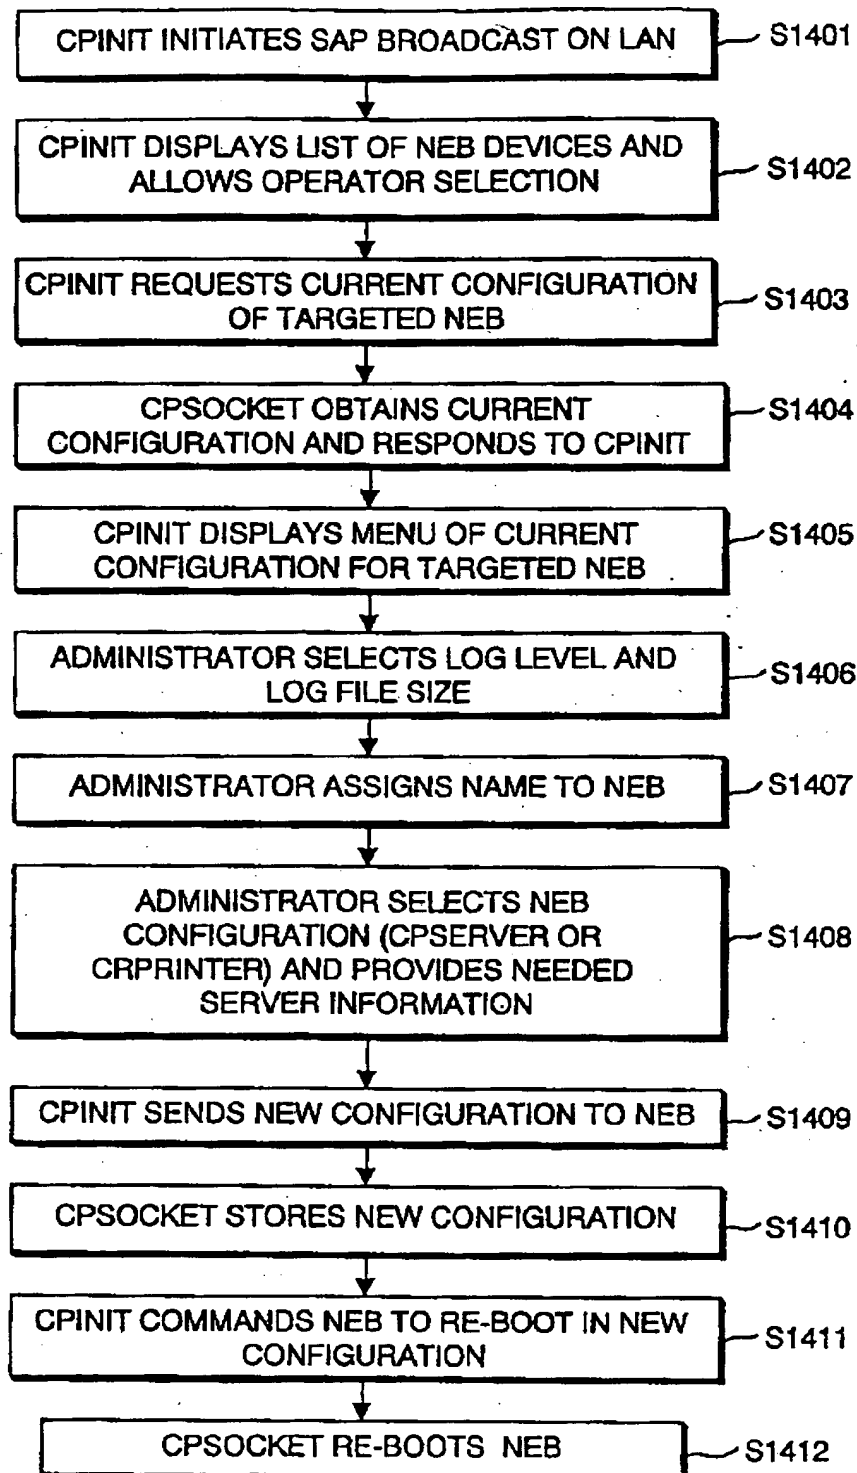 CPINIT INITIATES SAP BROADCAST ON LAN
S1401
CPINIT DISPLAYS LIST OF NEB DEVICES AND
ALLOWS OPERATOR SELECTION
S1402
CPINIT REQUESTS CURRENT CONFIGURATION
OF TARGETED NEB
S1403
CPSOCKET OBTAINS CURRENT
CONFIGURATION AND RESPONDS TO CPINIT
S1404
CPINIT DISPLAYS MENU OF CURRENT
CONFIGURATION FOR TARGETED NEB
S1405
ADMINISTRATOR SELECTS LOG LEVEL AND
LOG FILE SIZE
S1406
ADMINISTRATOR ASSIGNS NAME TO NEB
S1407
ADMINISTRATOR SELECTS NEB
CONFIGURATION (CPSERVER OR
CRPRINTER) AND PROVIDES NEEDED
SERVER INFORMATION
S1408
CPINIT SENDS NEW CONFIGURATION TO NEB
S1409
CPSOCKET STORES NEW CONFIGURATION
S1410
CPINIT COMMANDS NEB TO RE-BOOT IN NEW
CONFIGURATION
S1411
CPSOCKET RE-BOOTS NEB
S1412